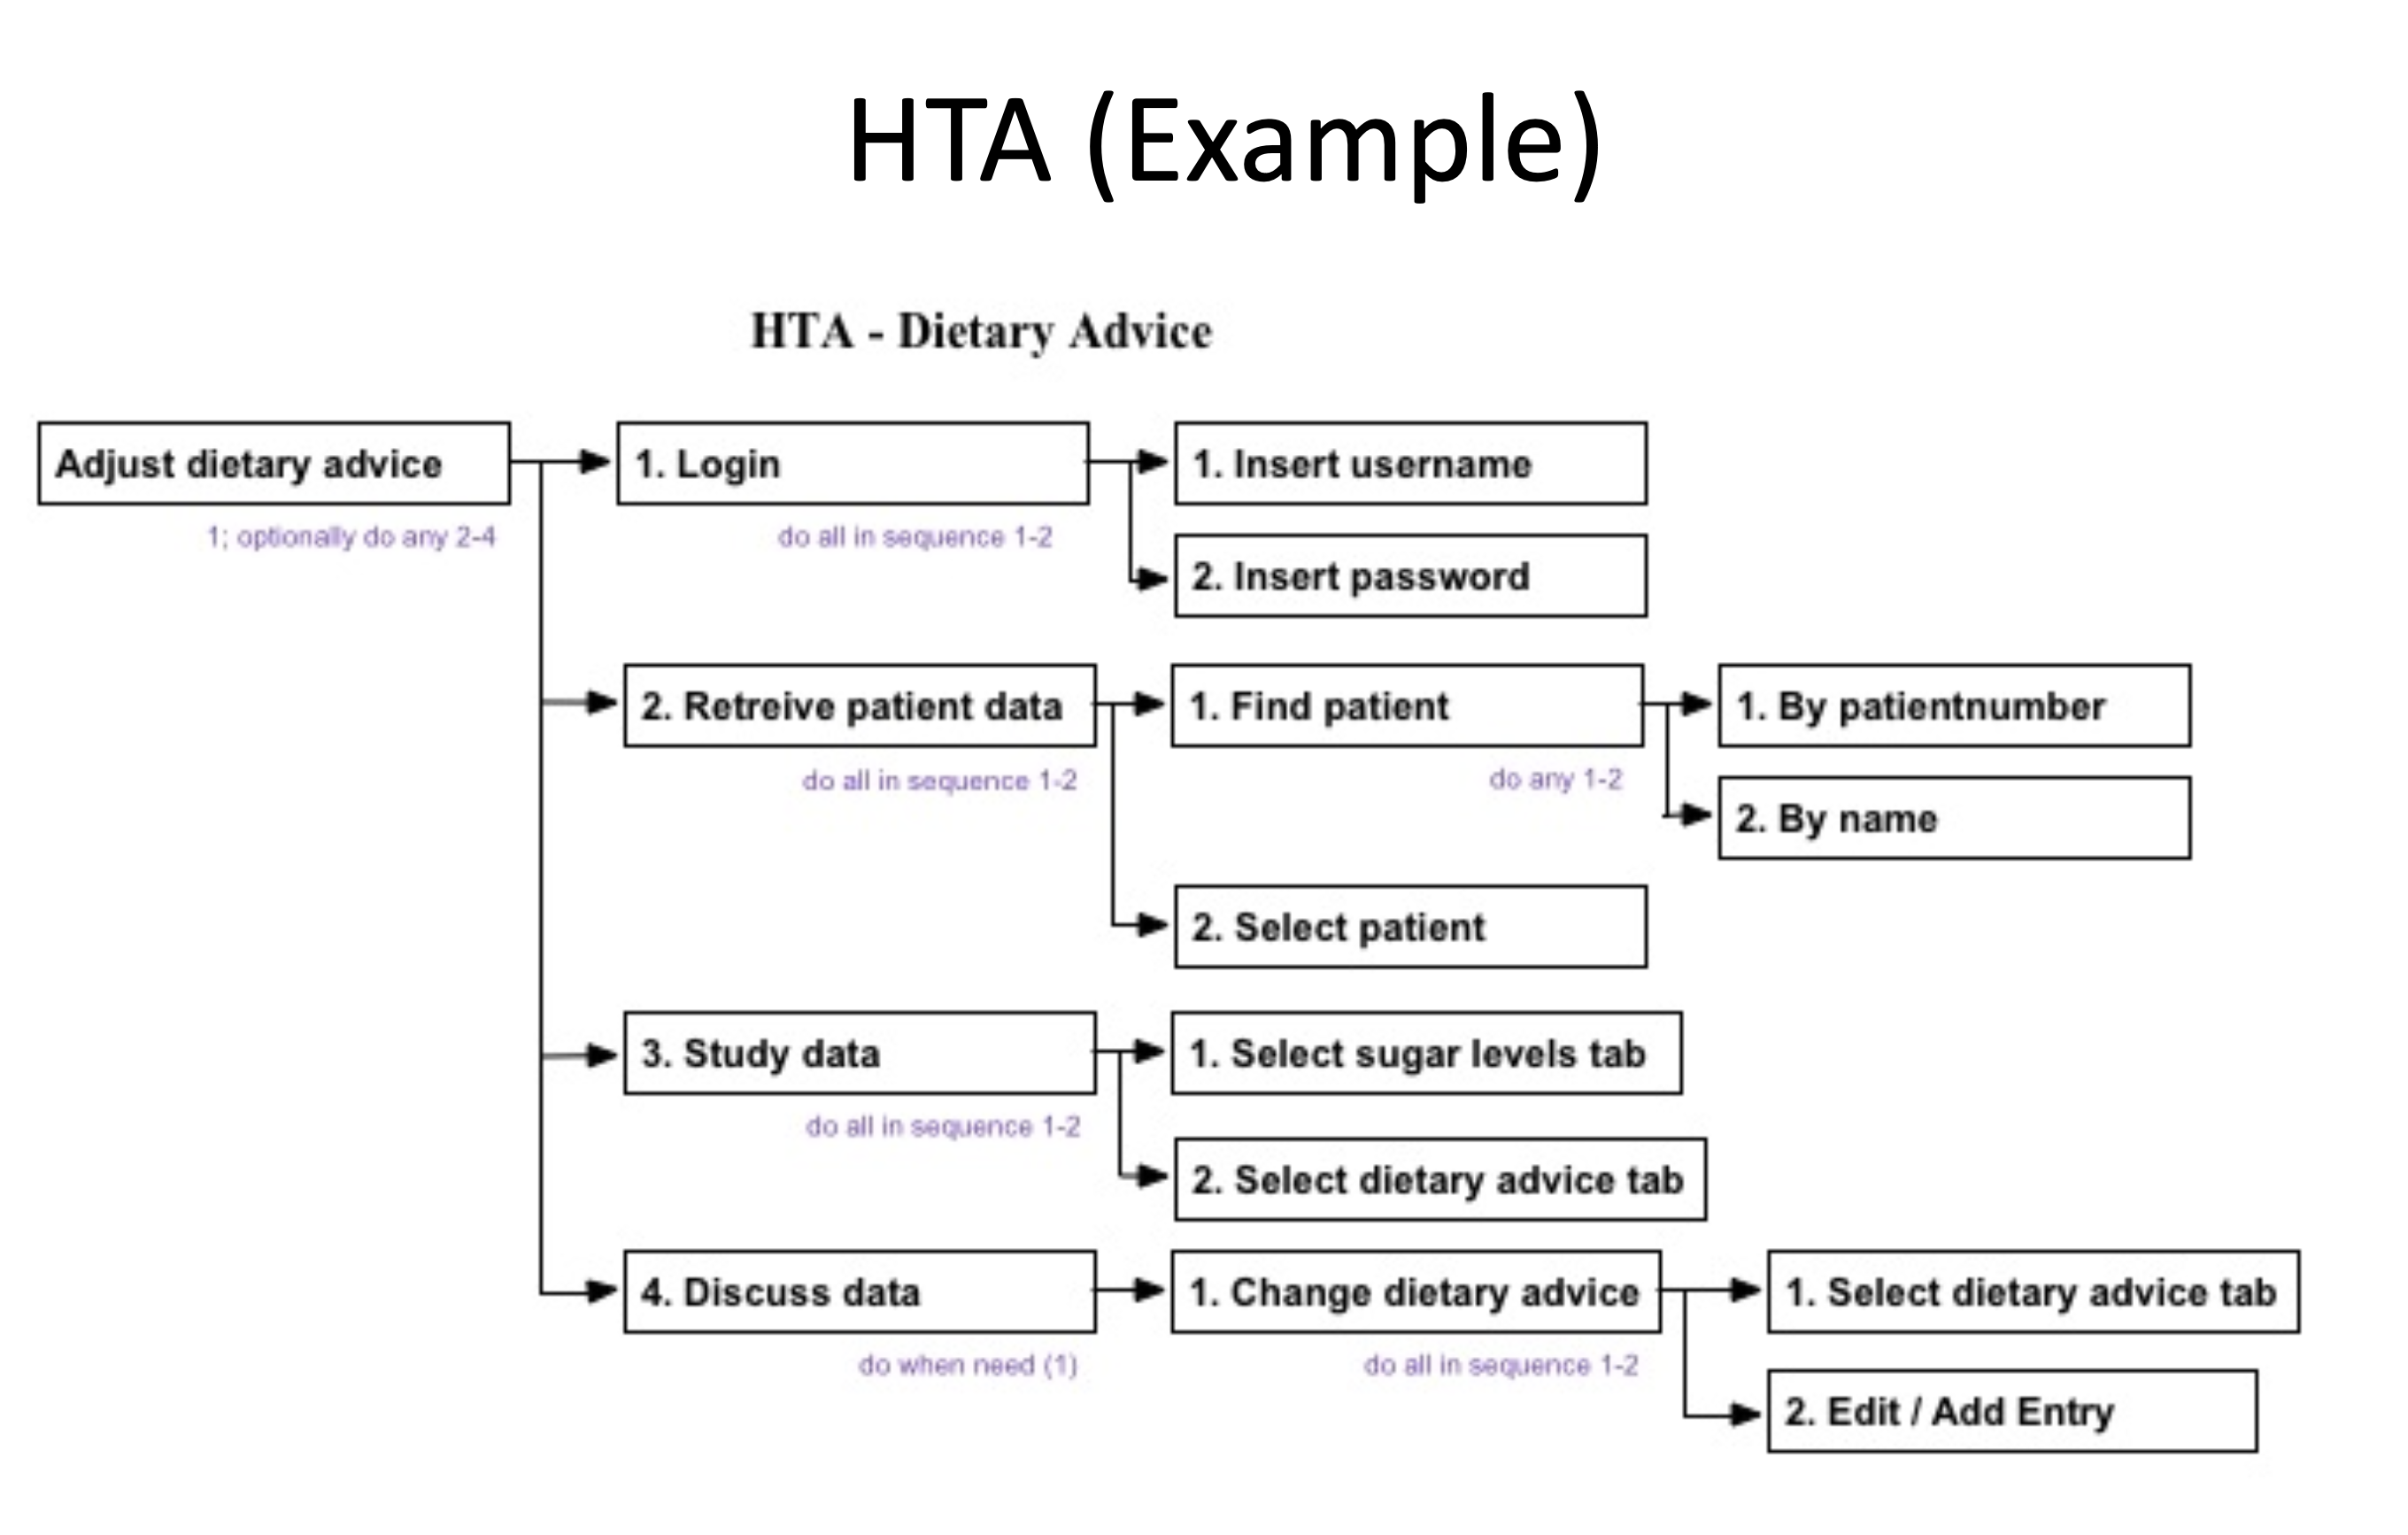 HTA (Example)
HTA - Dietary Advice
Adjust dietary advice
1; optionally do any 2-4
1. Login
do all in sequence 1-2
1. Insert username
2. Insert password
2. Retreive patient data
do all in sequence 1-2
1. Find patient
do any 1-2
1. By patientnumber
2. By name
2. Select patient
3. Study data
do all in sequence 1-2
1. Select sugar levels tab
2. Select dietary advice tab
4. Discuss data
do when need (1)
1. Change dietary advice
do all in sequence 1-2
1. Select dietary advice tab
2. Edit / Add Entry